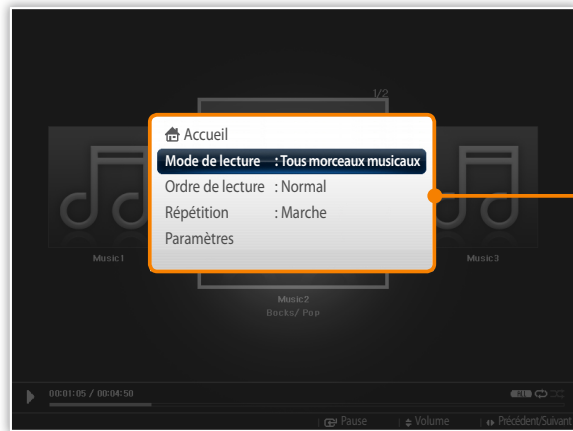 1/2
Accueil
Mode de lecture : Tous morceaux musicaux
Ordre de lecture : Normal
Répétition : Marche
Paramètres
Music1
Music3
Music2
Bocks/ Pop
00:01:05 / 00:04:50
Pause
Volume
Précédent/Suivant